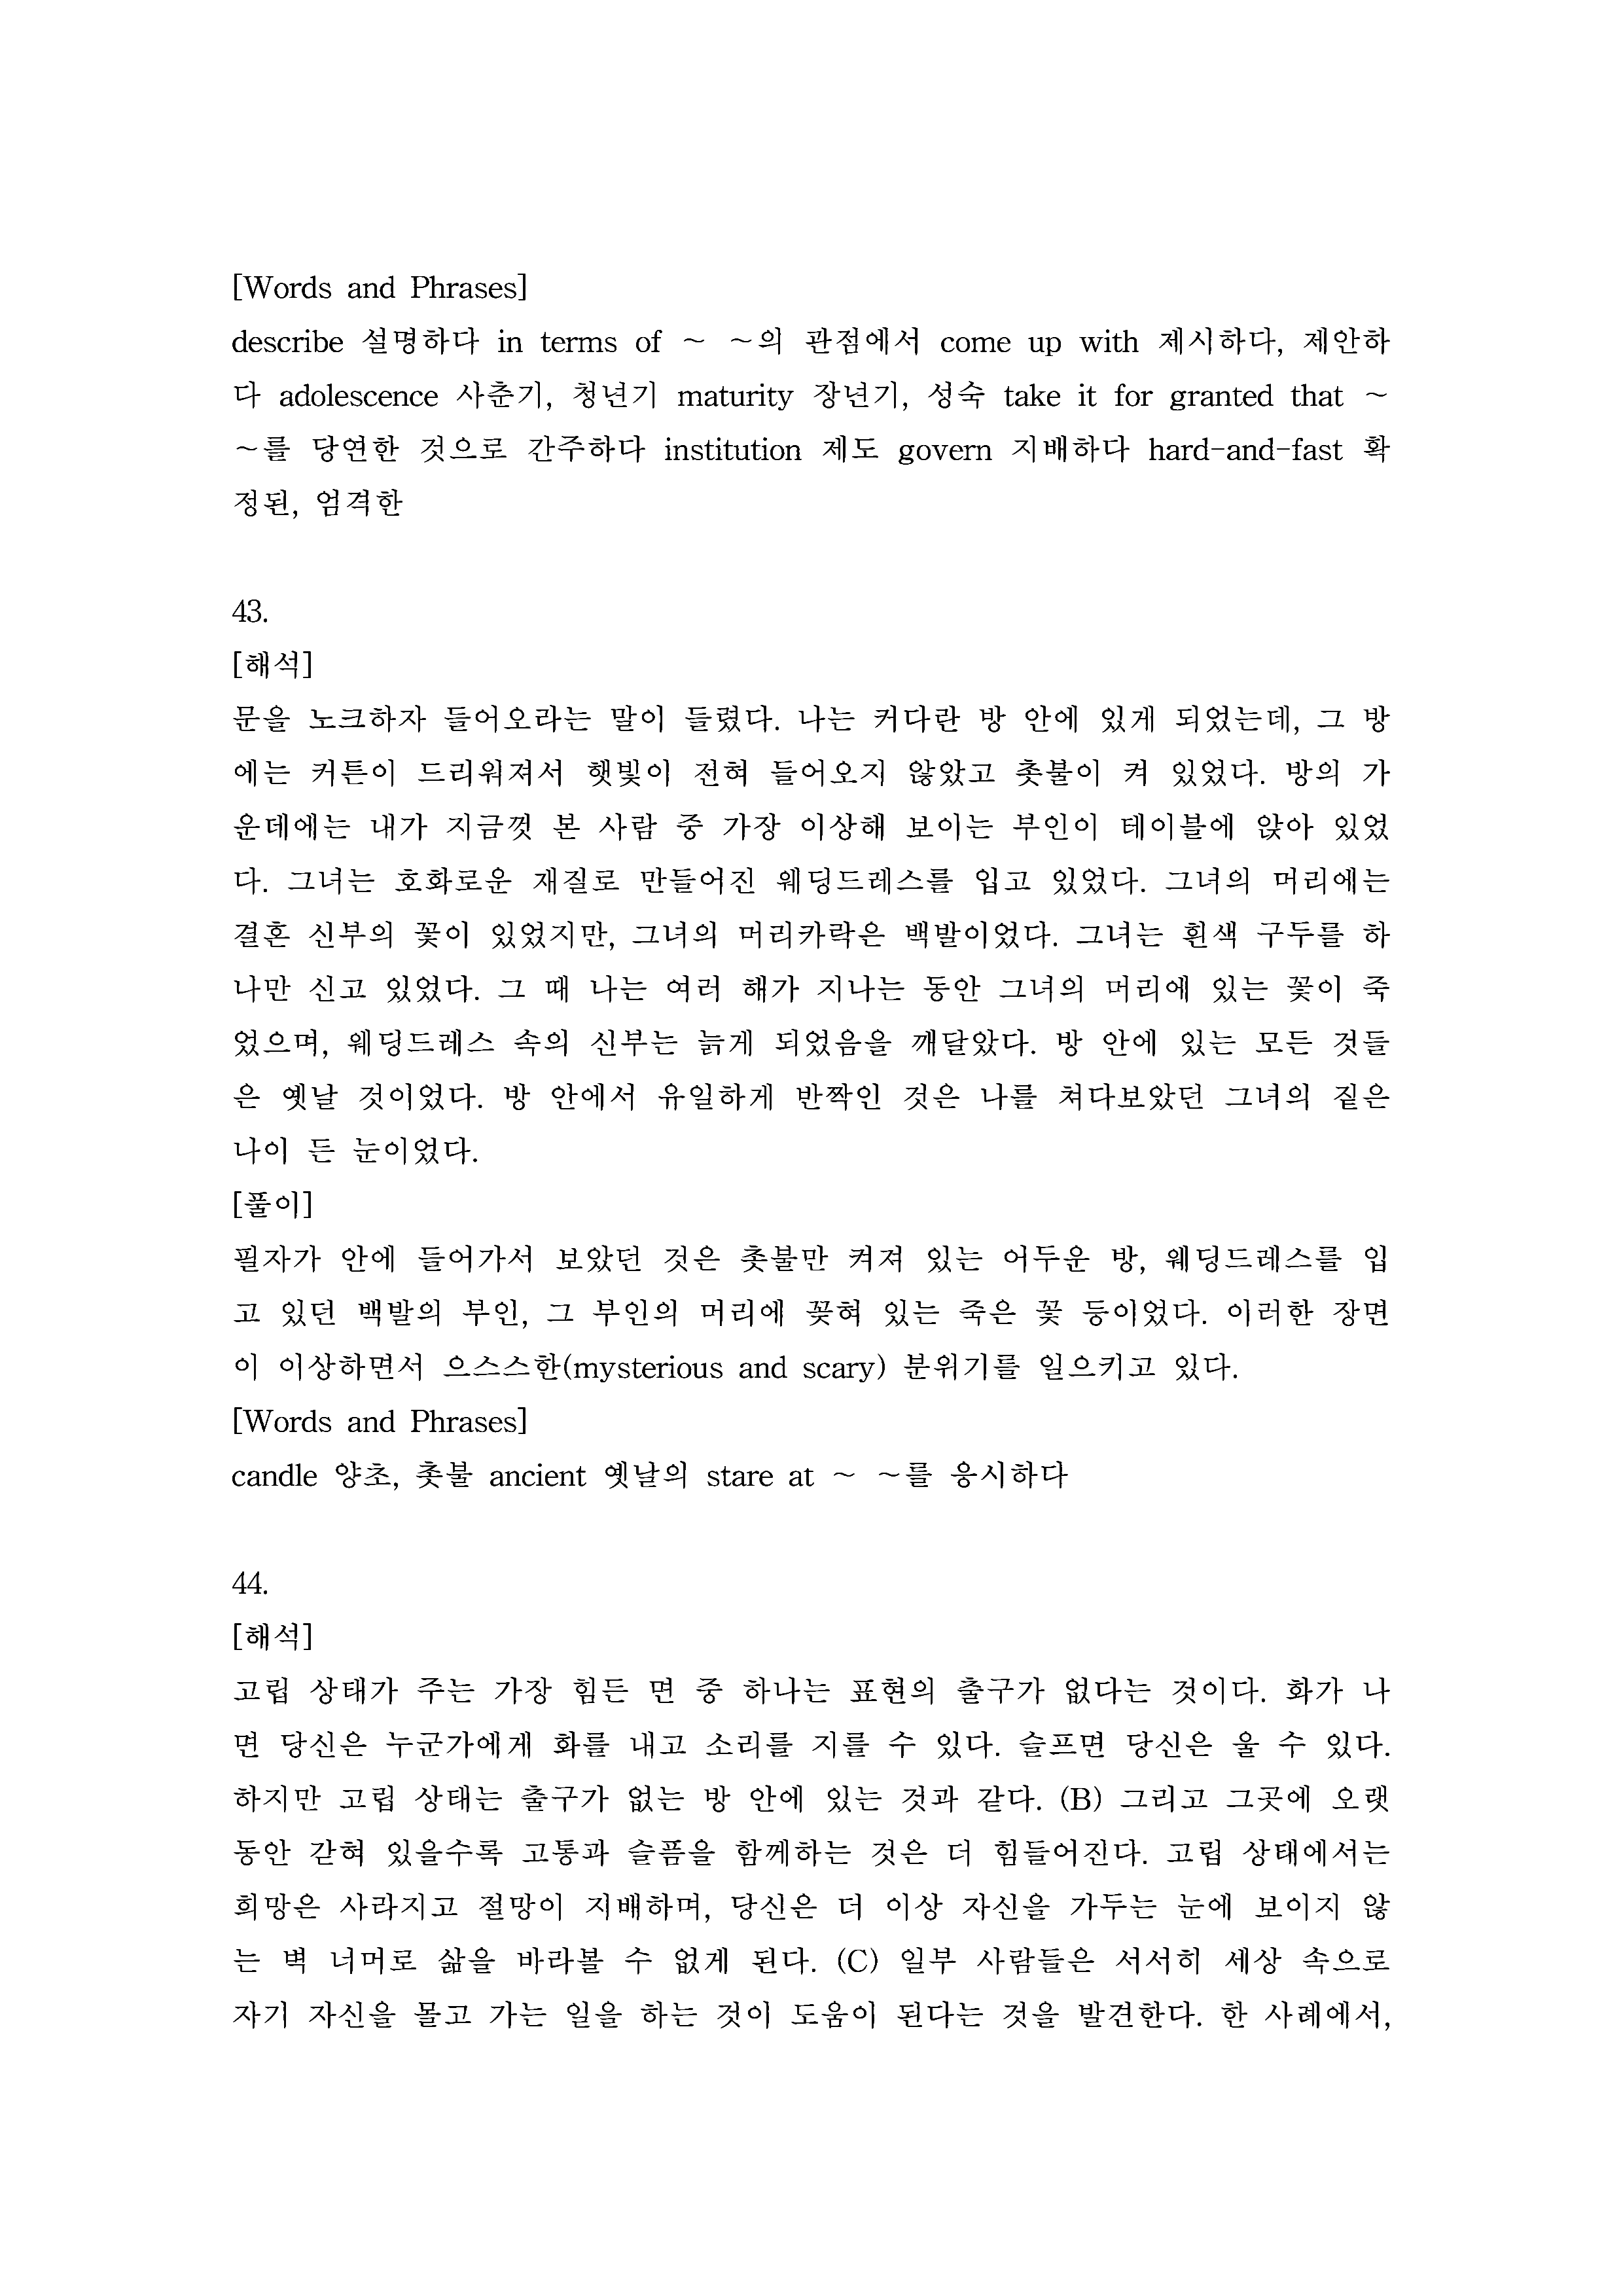 [Words and Phrases]
describe 설명하다 in terms of ~ ~의 관점에서 come up with 제시하다, 제안하
다 adolescence 사춘기, 청년기 maturity 장년기, 성숙 take it for granted that ~
~를 당연한 것으로 간주하다 institution 제도 govern 지배하다 hard-and-fast 확
정된, 엄격한
43.
[해석]
문을 노크하자 들어오라는 말이 들렸다. 나는 커다란 방 안에 있게 되었는데, 그 방
에는 커튼이 드리워져서 햇빛이 전혀 들어오지 않았고 촛불이 켜 있었다. 방의 가
운데에는 내가 지금껏 본 사람 중 가장 이상해 보이는 부인이 테이블에 앉아 있었
다. 그녀는 호화로운 재질로 만들어진 웨딩드레스를 입고 있었다. 그녀의 머리에는
결혼 신부의 꽃이 있었지만, 그녀의 머리카락은 백발이었다. 그녀는 흰색 구두를 하
나만 신고 있었다. 그 때 나는 여러 해가 지나는 동안 그녀의 머리에 있는 꽃이 죽
었으며, 웨딩드레스 속의 신부는 늙게 되었음을 깨달았다. 방 안에 있는 모든 것들
은 옛날 것이었다. 방 안에서 유일하게 반짝인 것은 나를 쳐다보았던 그녀의 짙은
나이 든 눈이었다.
[풀이]
필자가 안에 들어가서 보았던 것은 촛불만 켜져 있는 어두운 방, 웨딩드레스를 입
고 있던 백발의 부인, 그 부인의 머리에 꽂혀 있는 죽은 꽃 등이었다. 이러한 장면
이 이상하면서 으스스한(mysterious and scary) 분위기를 일으키고 있다.
[Words and Phrases]
candle 양초, 촛불 ancient 옛날의 stare at ~ ~를 응시하다
44.
[해석]
고립 상태가 주는 가장 힘든 면 중 하나는 표현의 출구가 없다는 것이다. 화가 나
면 당신은 누군가에게 화를 내고 소리를 지를 수 있다. 슬프면 당신은 울 수 있다.
하지만 고립 상태는 출구가 없는 방 안에 있는 것과 같다. (B) 그리고 그곳에 오랫
동안 갇혀 있을수록 고통과 슬픔을 함께하는 것은 더 힘들어진다. 고립 상태에서는
희망은 사라지고 절망이 지배하며, 당신은 더 이상 자신을 가두는 눈에 보이지 않
는 벽 너머로 삶을 바라볼 수 없게 된다. (C) 일부 사람들은 서서히 세상 속으로
자기 자신을 몰고 가는 일을 하는 것이 도움이 된다는 것을 발견한다. 한 사례에서,